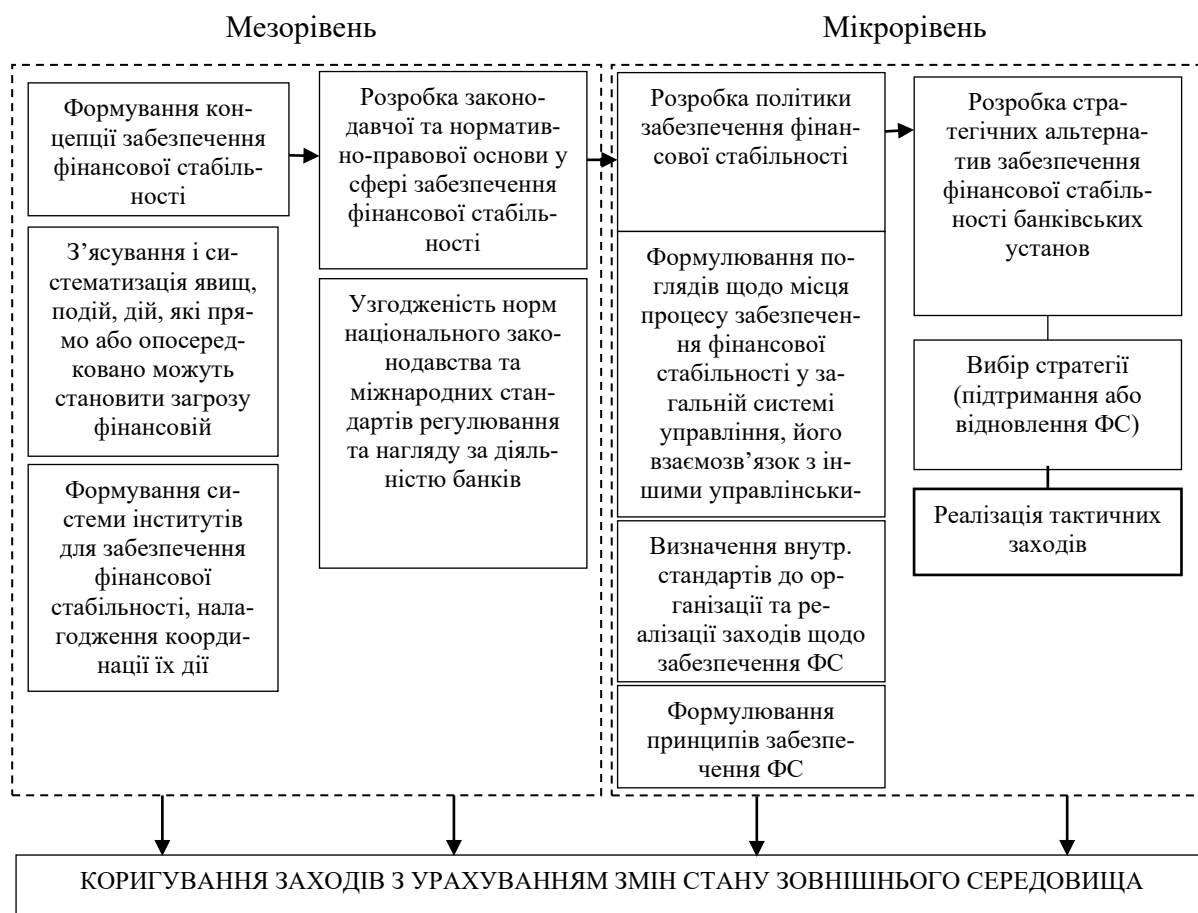 Мезорівень
Формування кон-
цепції забезпечення
фінансової стабіль-
ності
З’ясування і си-
стематизація явищ,
подій, дій, які пря-
мо або опосеред-
ковано можуть
становити загрозу
фінансовій
Формування си-
стеми інститутів
для забезпечення
фінансової
стабільності, нала-
годження коорди-
нації їх дії
Розробка законо-
давчої та норматив-
но-правової основи у
сфері забезпечення
фінансової стабіль-
ності
Узгодженість норм
національного зако-
нодавства та
міжнародних стан-
дартів регулювання
та нагляду за діяль-
ністю банків
Мікрорівень
Розробка політики
забезпечення фінан-
сової стабільності
Формулювання по-
глядів щодо місця
процесу забезпечен-
ня фінансової
стабільності у за-
гальній системі
управління, його
взаємозв’язок з ін-
шими управлінськи-
Визначення внутр.
стандартів до ор-
ганізації та ре-
алізації заходів щодо
забезпечення ФС
Формулювання
принципів забезпе-
чення ФС
Розробка стра-
тегічних альтерна-
тив забезпечення
фінансової стабіль-
ності банківських
установ
Вибір стратегії
(підтримання або
відновлення ФС)
Реалізація тактичних
заходів
КОРИГУВАННЯ ЗАХОДІВ З УРАХУВАННЯМ ЗМІН СТАНУ ЗОВНІШНЬОГО СЕРЕДОВИЩА